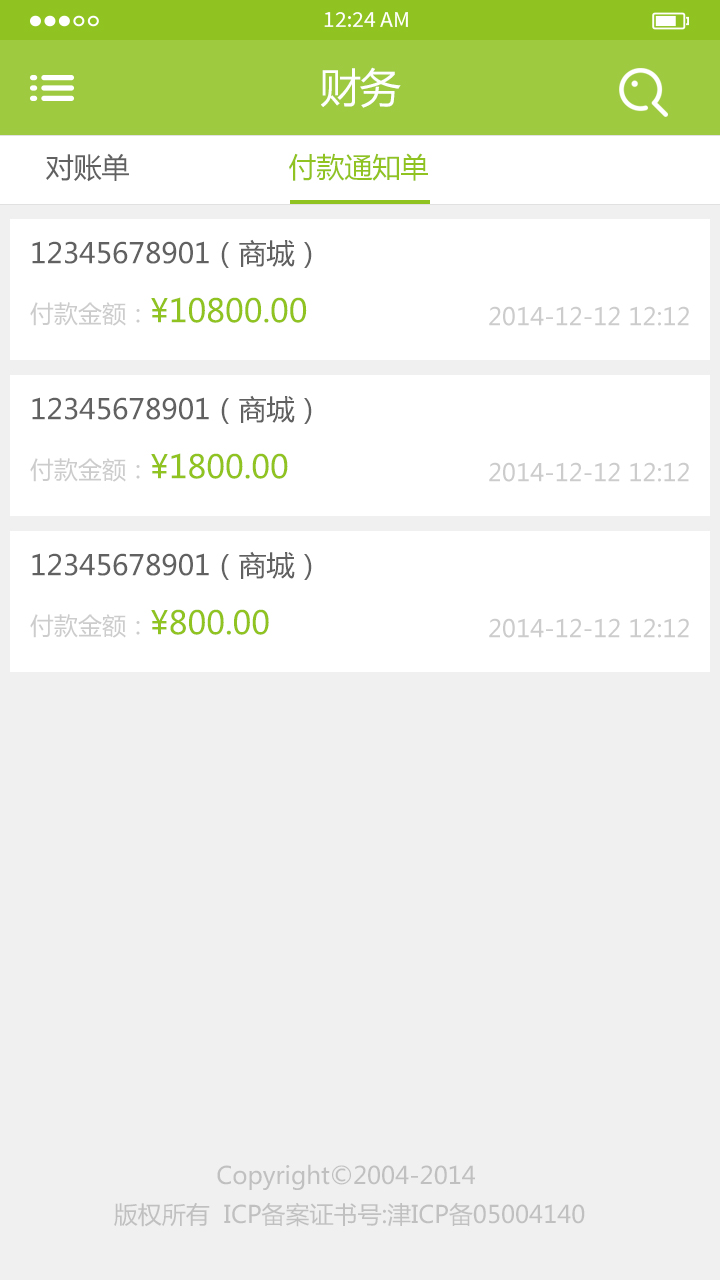 12:24 AM
财务
对账单 付款通知单
12345678901（商城）
付款金额：¥10800.00 2014-12-12 12:12
12345678901（商城）
付款金额：¥1800.00 2014-12-12 12:12
12345678901（商城）
付款金额：¥800.00 2014-12-12 12:12
Copyright©2004-2014
版权所有 ICP备案证书号:津ICP备05004140